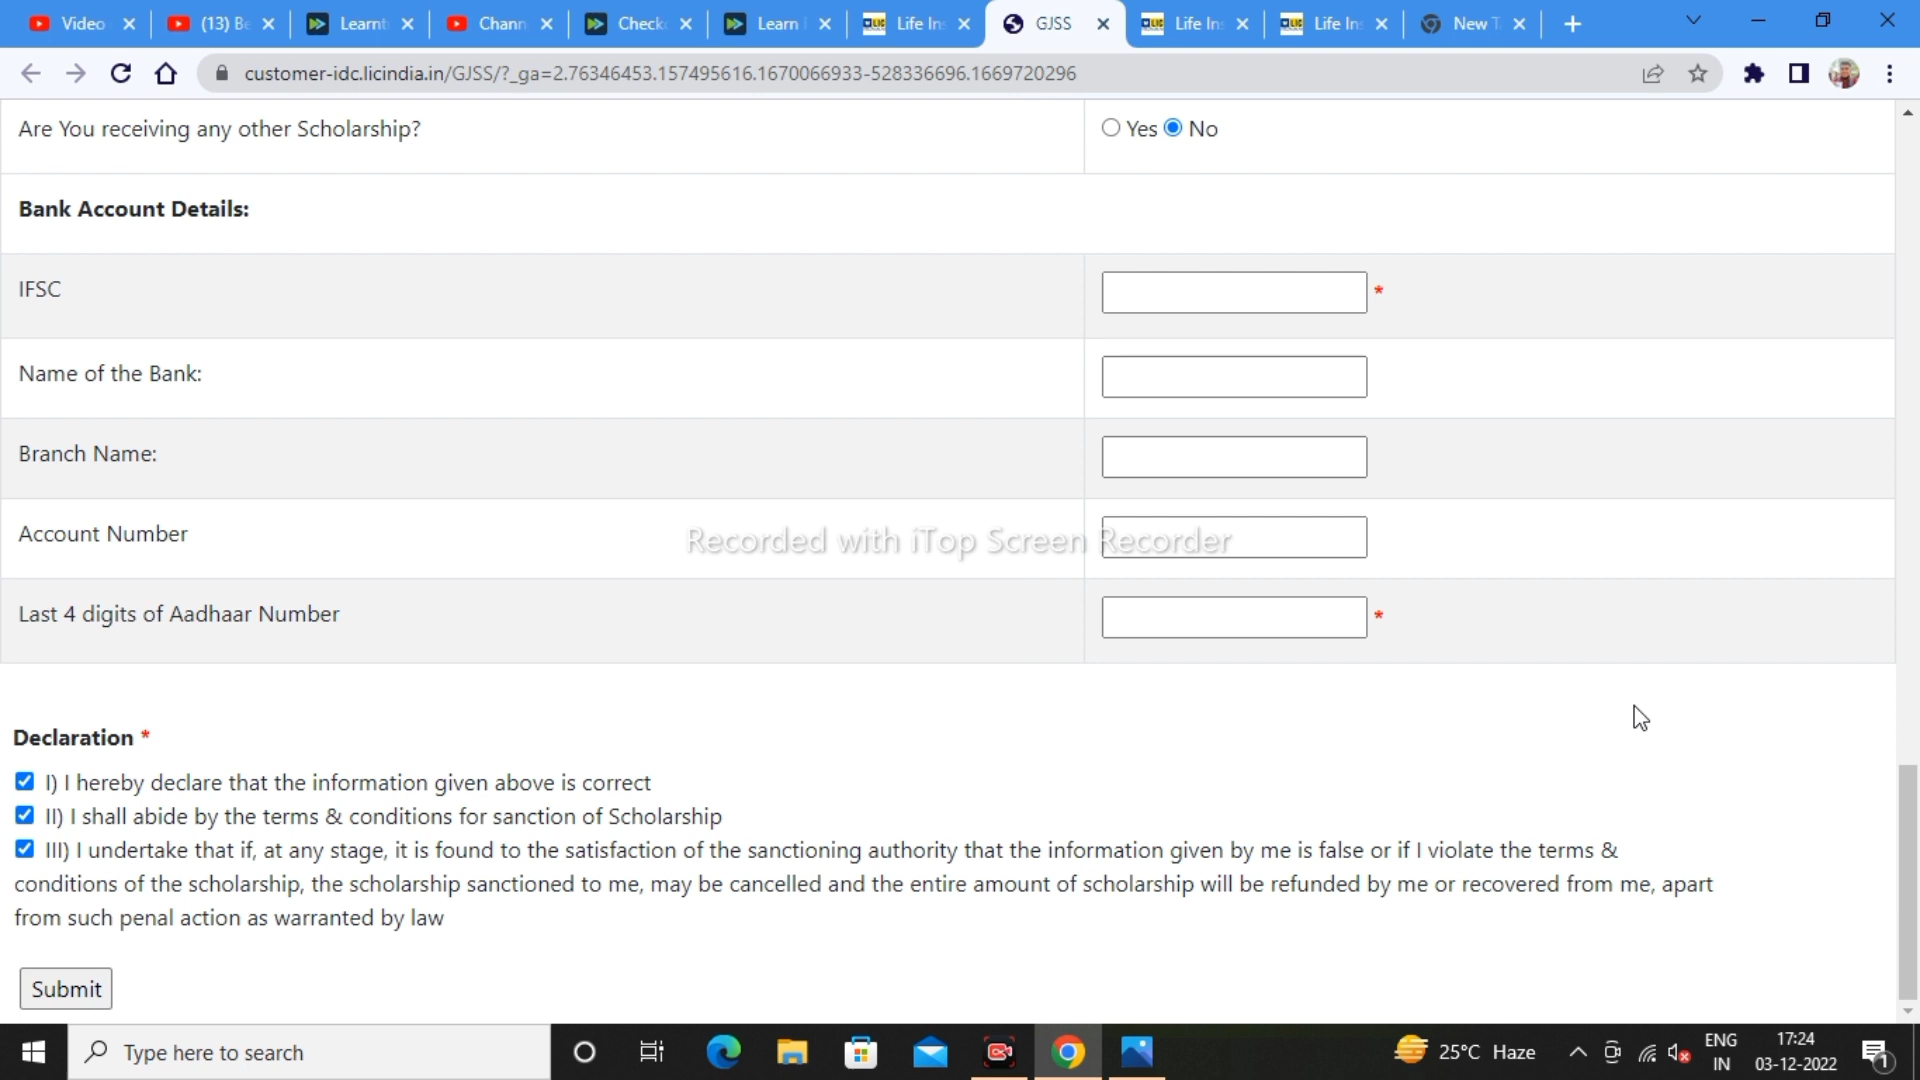 Video
(13) Be
Learnt
Chann
Check
Learn
Life Ins
GJSS
Life Ins
Life Ins
New T
customer-idc.licindia.in/GJSS/?_ga=2.76346453.157495616.1670066933-528336696.1669720296
Are You receiving any other Scholarship?
Yes No
Bank Account Details:
IFSC
*
Name of the Bank:
Branch Name:
Account Number
Recorded with iTop Screen Recorder
Last 4 digits of Aadhaar Number
*
Declaration *
I) I hereby declare that the information given above is correct
II) I shall abide by the terms & conditions for sanction of Scholarship
III) I undertake that if, at any stage, it is found to the satisfaction of the sanctioning authority that the information given by me is false or if I violate the terms &
conditions of the scholarship, the scholarship sanctioned to me, may be cancelled and the entire amount of scholarship will be refunded by me or recovered from me, apart
from such penal action as warranted by law
Submit
Type here to search
25°C Haze
ENG
IN
17:24
03-12-2022
1